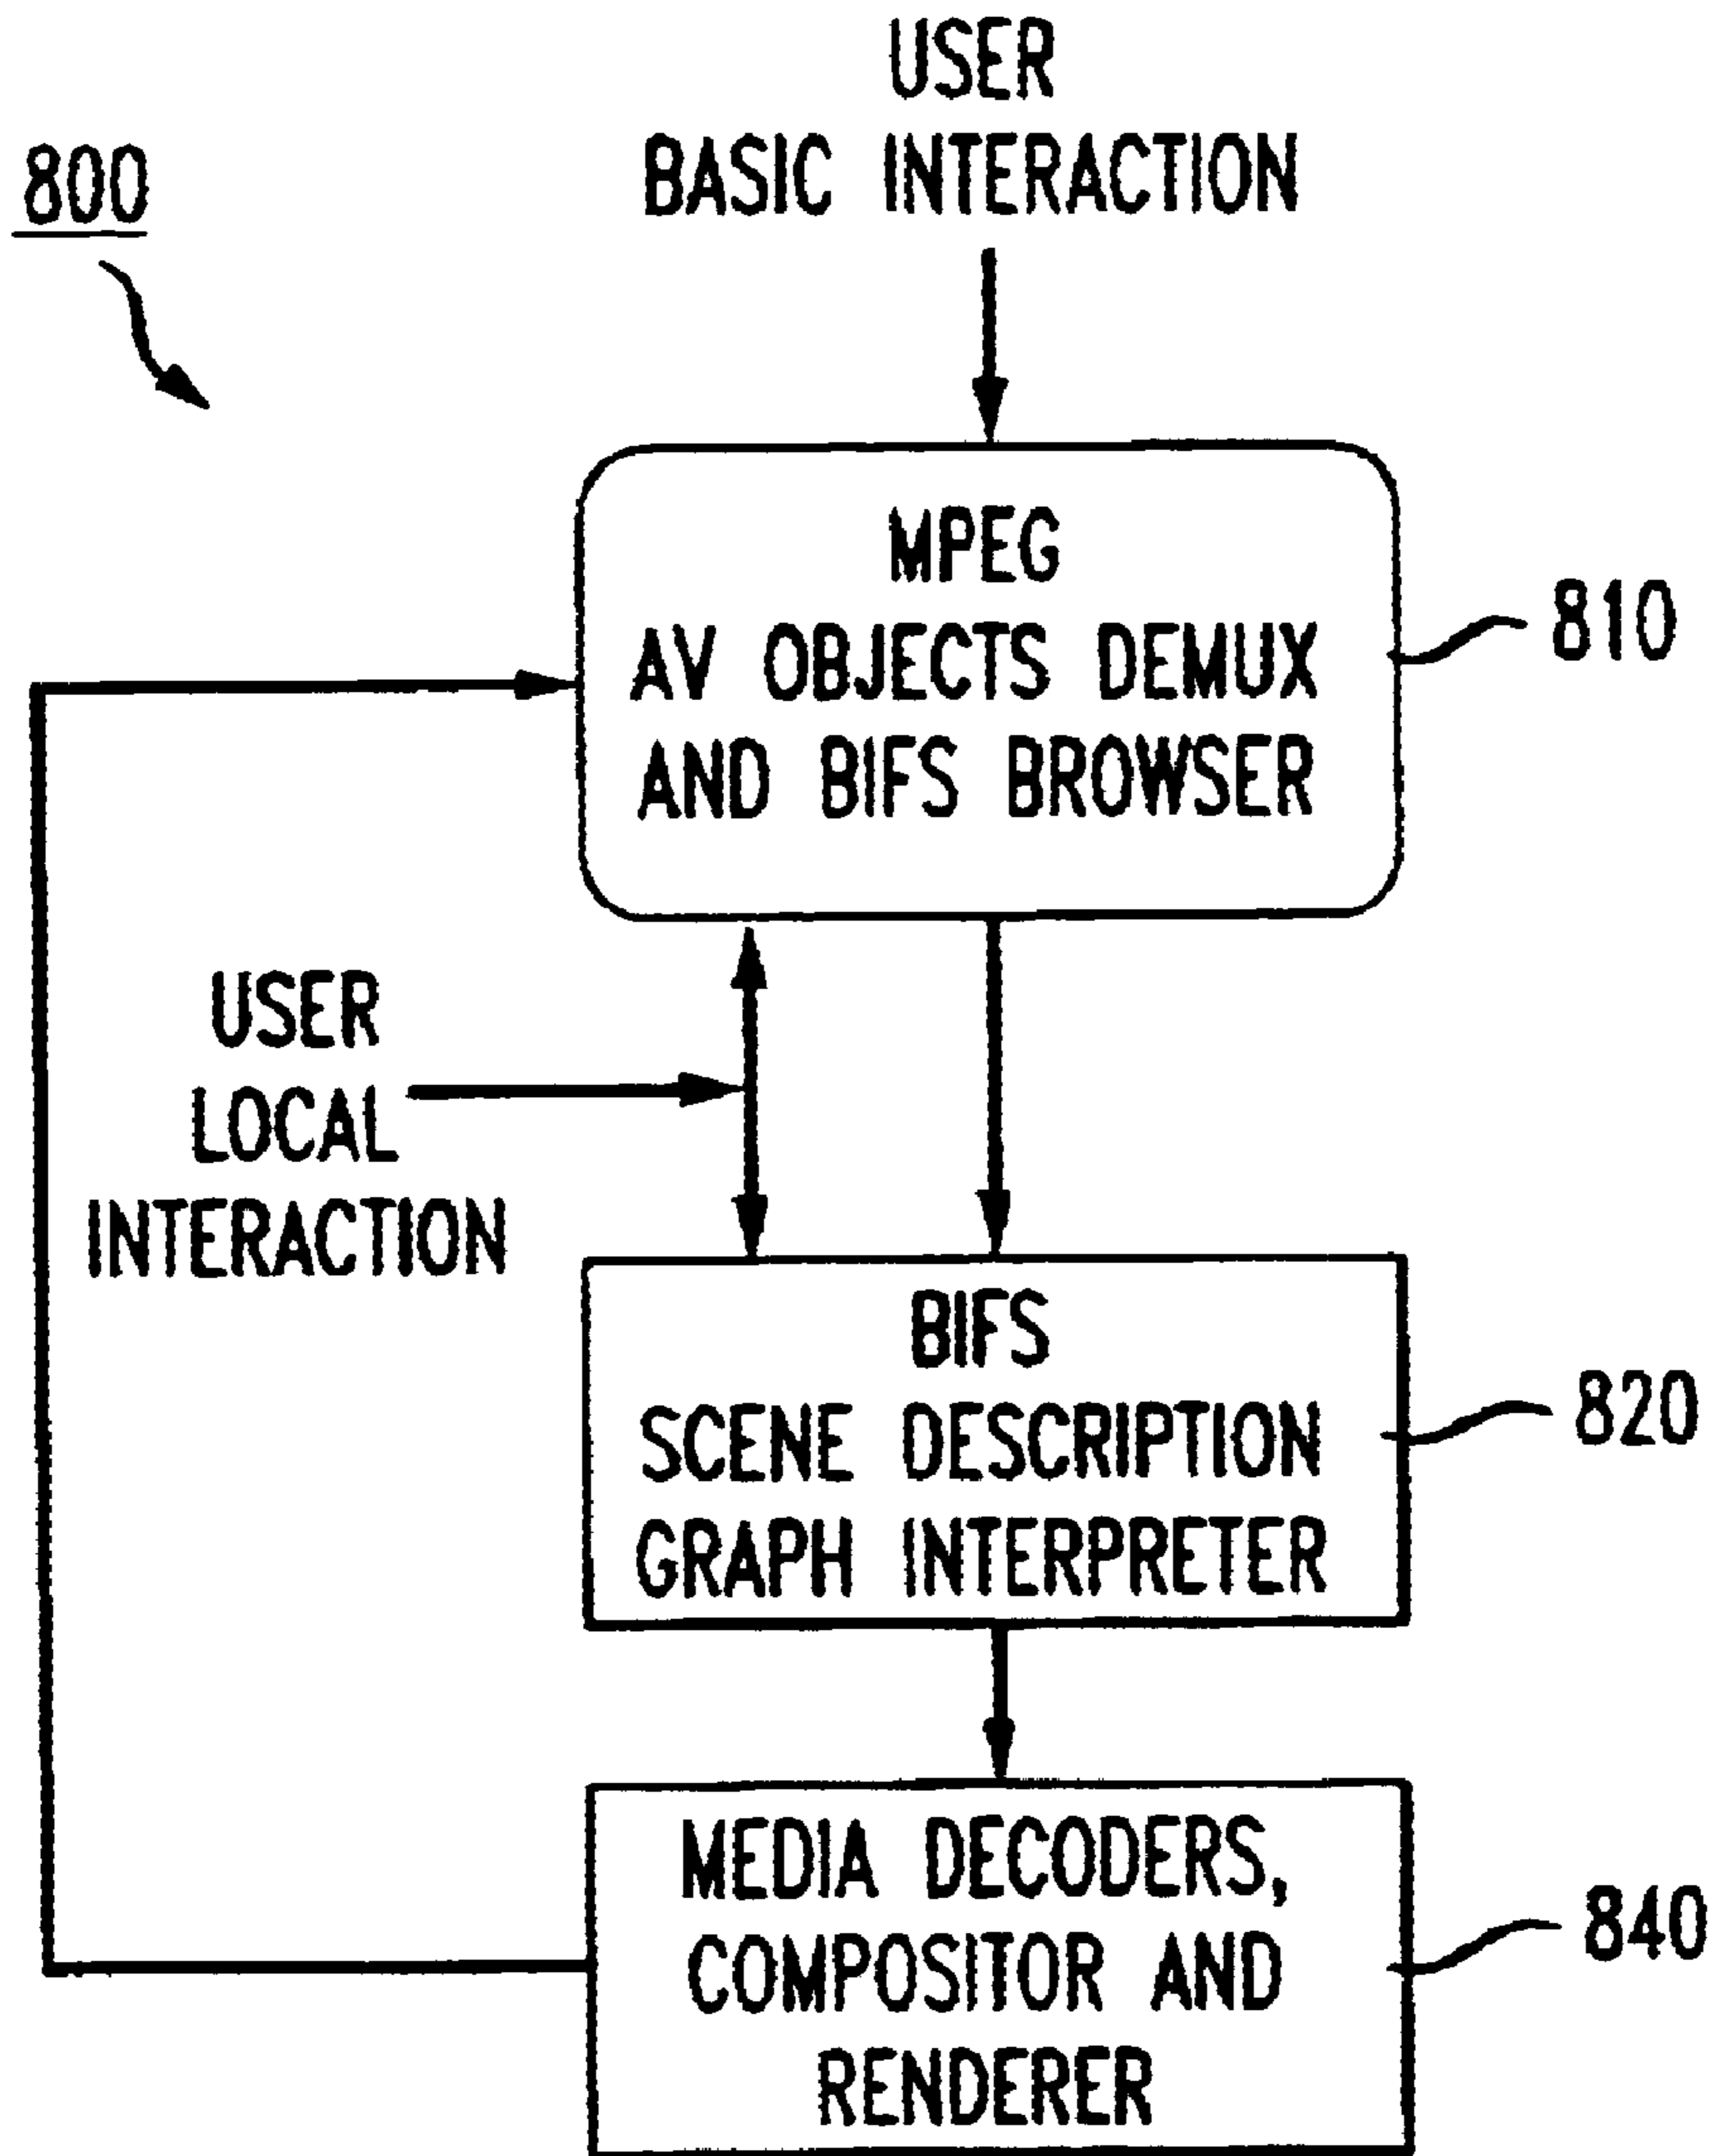 USER
BASIC INTERACTION
800
MPEG
AV OBJECTS DEMUX
AND BIFS BROWSER
810
USER
LOCAL
INTERACTION
BIFS
SCENE DESCRIPTION
GRAPH INTERPRETER
820
MEDIA DECODERS,
COMPOSITOR AND
RENDERER
840